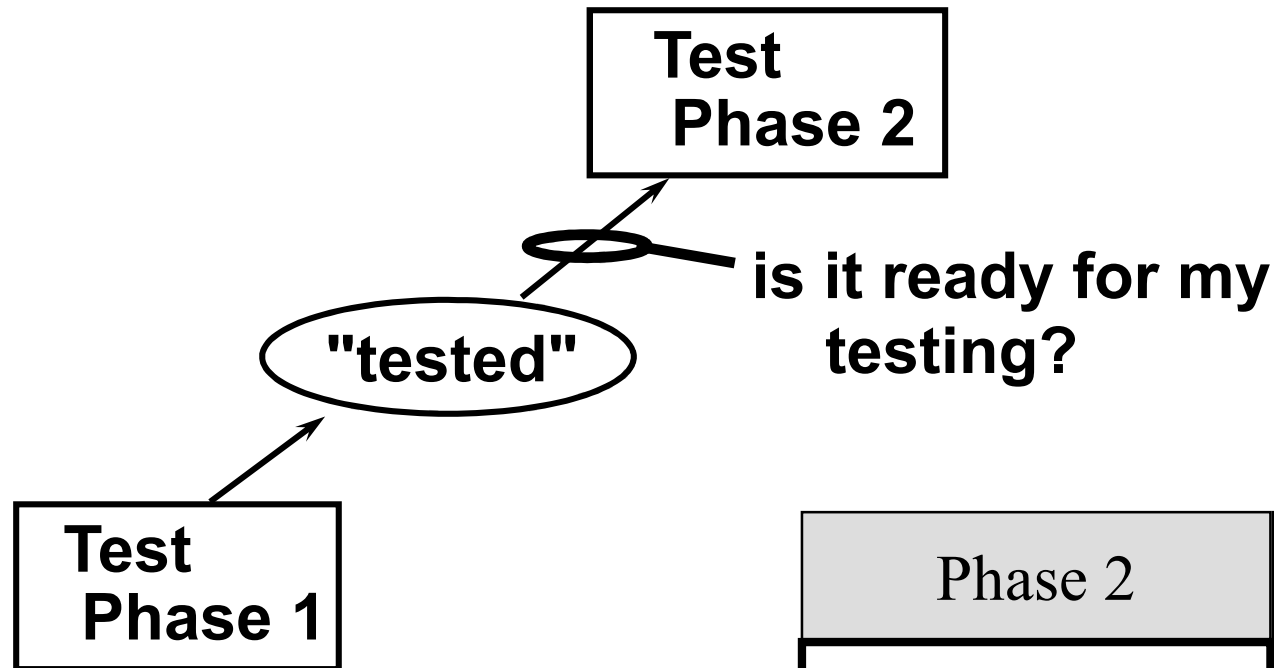 Test
Phase 2
is it ready for my
testing?
"tested"
Test
Phase 1
Phase 2